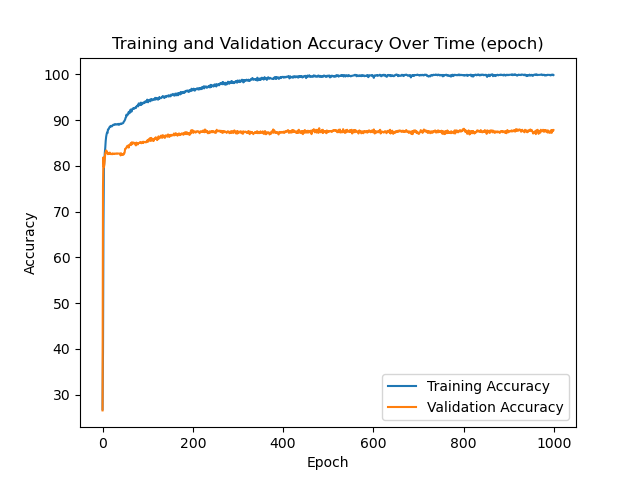 Training and Validation Accuracy Over Time (epoch)
100
90
80
70
60
50
40
30
Accuracy
0
200
400
600
800
1000
Epoch
Training Accuracy
Validation Accuracy